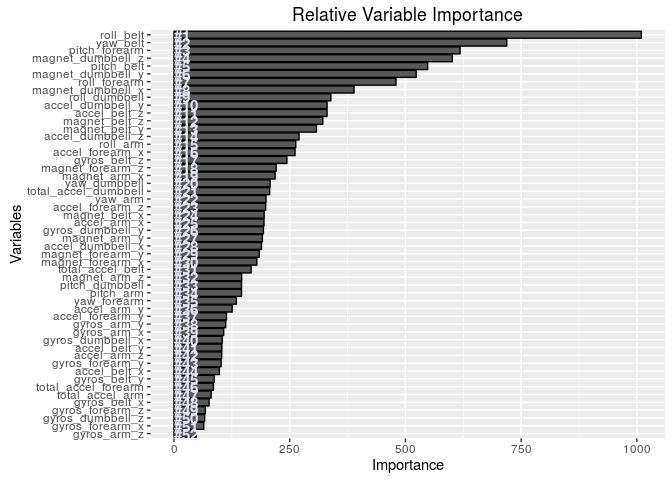 Relative Variable Importance
roll_belt
yaw_belt
pitch_forearm
magnet_dumbbell_z
pitch_belt
magnet_dumbbell_y
roll_forearm
magnet_dumbbell_x
roll_dumbbell
accel_dumbbell_y
accel_belt_z
magnet_belt_z
magnet_belt_y
accel_dumbbell_z
roll_arm
accel_forearm_x
gyros_belt_z
magnet_forearm_z
magnet_arm_x
yaw_dumbbell
total_accel_dumbbell
yaw_arm
accel_forearm_z
magnet_belt_x
accel_arm_x
gyros_dumbbell_y
magnet_arm_y
accel_dumbbell_x
magnet_forearm_y
magnet_forearm_x
total_accel_belt
magnet_arm_z
pitch_dumbbell
pitch_arm
yaw_forearm
accel_arm_y
accel_forearm_y
gyros_arm_y
gyros_arm_x
gyros_dumbbell_x
accel_belt_y
accel_arm_z
gyros_forearm_y
accel_belt_x
gyros_belt_y
total_accel_forearm
total_accel_arm
gyros_belt_x
gyros_forearm_z
gyros_dumbbell_z
gyros_forearm_x
gyros_arm_z
Variables
0 250 500 750 1000
Importance